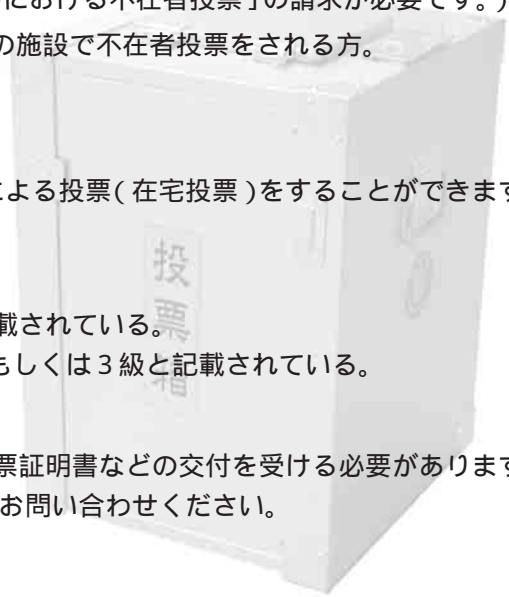 における不在者投票」の請求が必要です。)
の施設で不在者投票をされる方。
による投票(在宅投票)をすることができます
載されている。
もしくは3級と記載されている。
票証明書などの交付を受ける必要があります
お問い合わせください。
投票箱